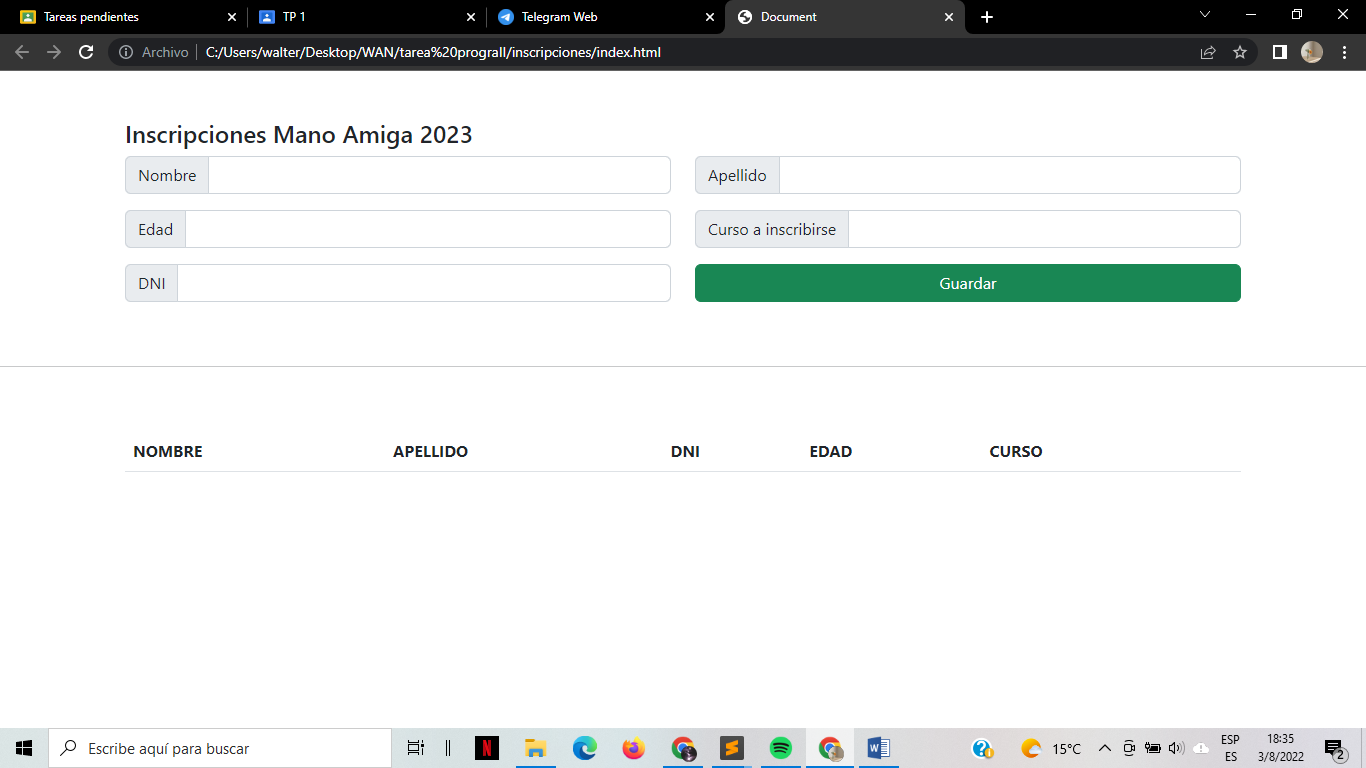 Tareas pendientes
TP 1
Telegram Web
Document
Archivo
C:/Users/walter/Desktop/WAN/tarea%20prograII/inscripciones/index.html
Inscripciones Mano Amiga 2023
Nombre
Apellido
Edad
Curso a inscribirse
DNI
Guardar
NOMBRE APELLIDO DNI EDAD CURSO
Escribe aquí para buscar
N
W
15°C
ESP
ES
18:35
3/8/2022
2